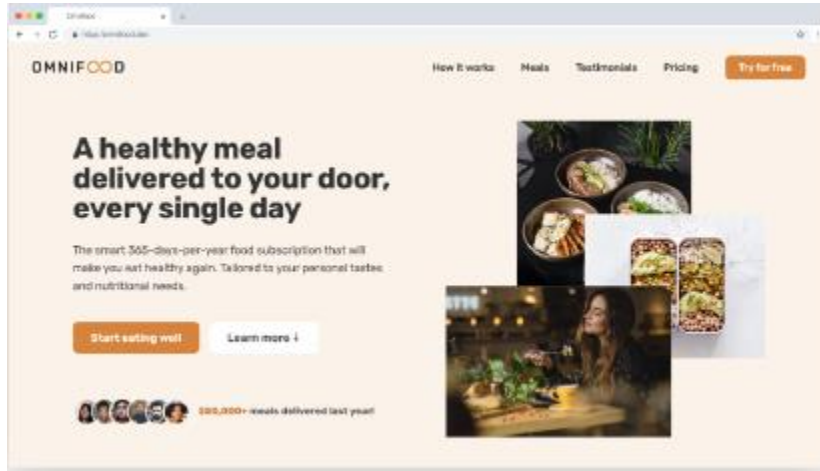 Omnifood
OMNIFOOD
How it works
Meals
Testimonials
Pricing
Try for free
A healthy meal
delivered to your door,
every single day
The smart 365-days-per-year food subscription that will
make you eat healthy again. Tailored to your personal tastes
and nutritional needs.
Start eating well
Learn more ↓
meals delivered last year!